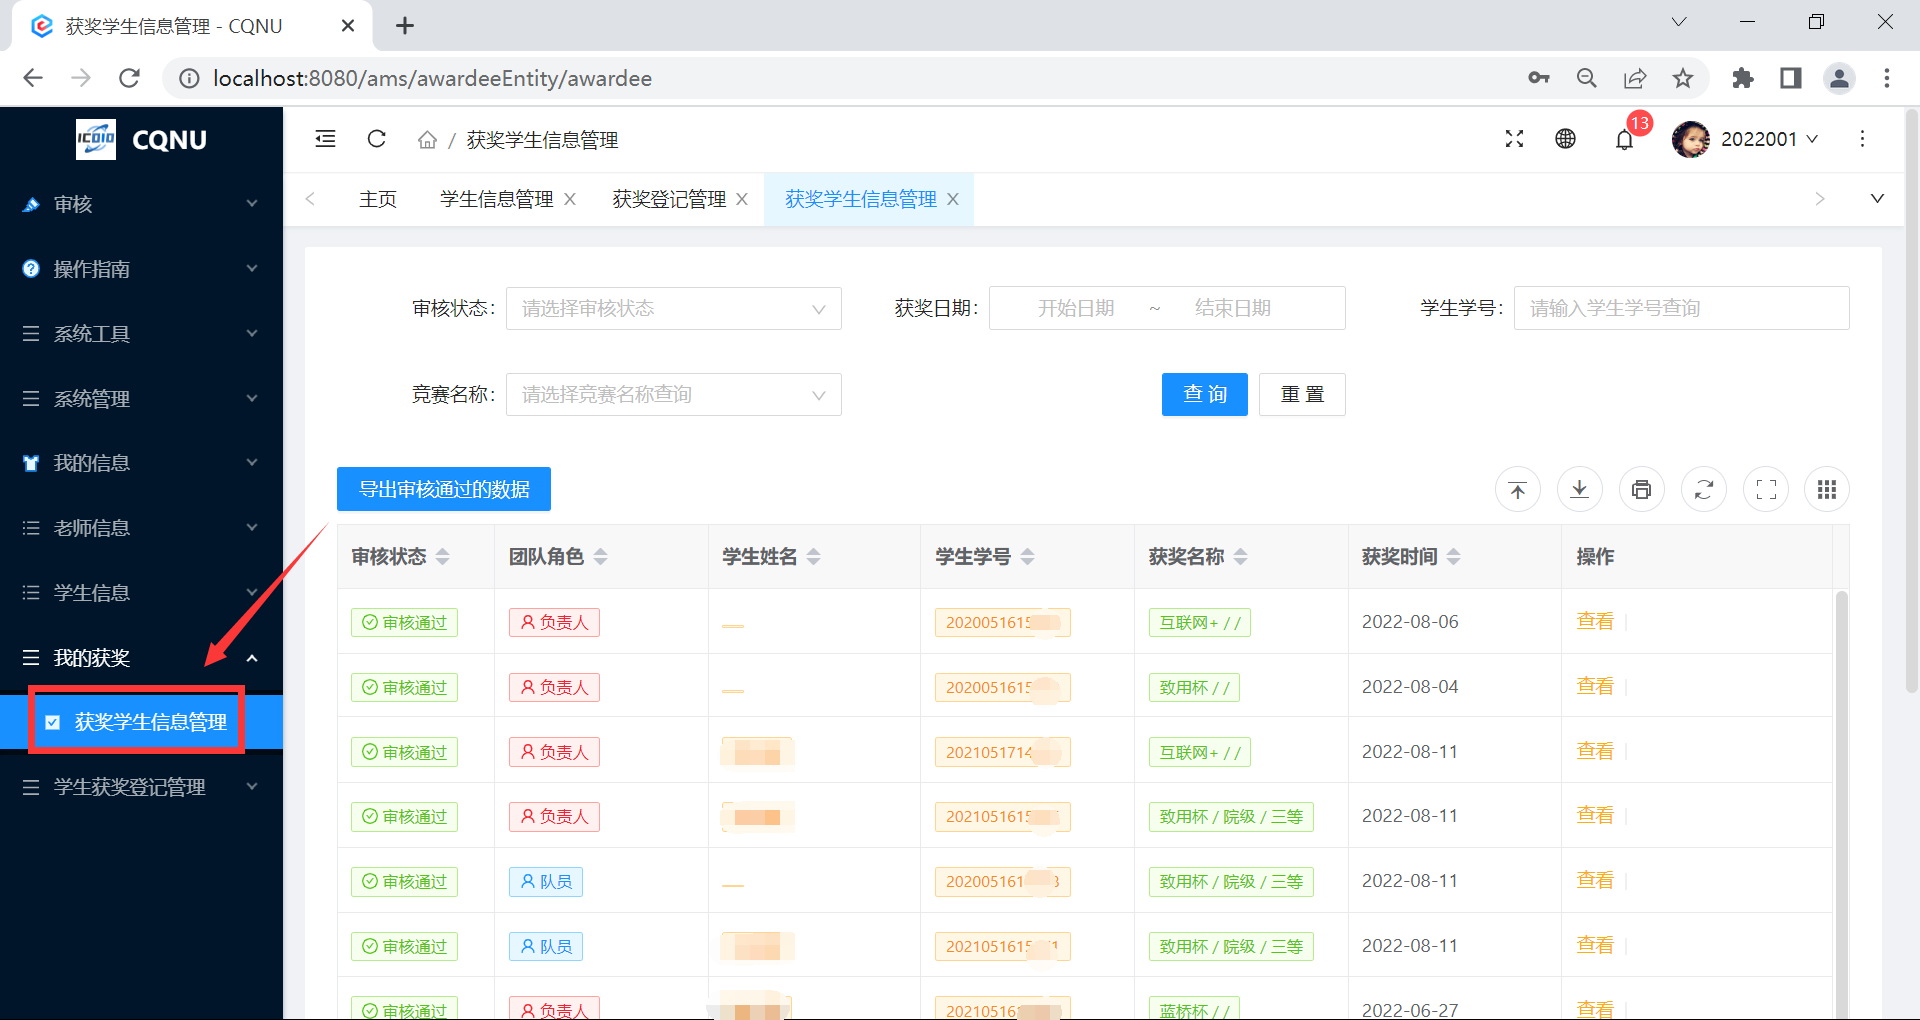 获奖学生信息管理 - CQNU
localhost:8080/ams/awardeeEntity/awardee
ICDIO CQNU
/ 获奖学生信息管理
13
2022001
主页 学生信息管理 获奖登记管理 获奖学生信息管理
审核
操作指南
系统工具
系统管理
我的信息
老师信息
学生信息
我的获奖
获奖学生信息管理
学生获奖登记管理
审核状态: 请选择审核状态 获奖日期: 开始日期 ~ 结束日期 学生学号: 请输入学生学号查询
竞赛名称: 请选择竞赛名称查询 查 询 重 置
导出审核通过的数据
审核状态 团队角色 学生姓名 学生学号 获奖名称 获奖时间 操作
审核通过 负责人 2020051615 互联网+ / / 2022-08-06 查看
审核通过 负责人 2020051615 致用杯 / / 2022-08-04 查看
审核通过 负责人 2021051714 互联网+ / / 2022-08-11 查看
审核通过 负责人 2021051615 致用杯 / 院级 / 三等 2022-08-11 查看
审核通过 队员 202005161 3 致用杯 / 院级 / 三等 2022-08-11 查看
审核通过 队员 2021051615 1 致用杯 / 院级 / 三等 2022-08-11 查看
审核通过 负责人 202105161 蓝桥杯 / / 2022-06-27 查看